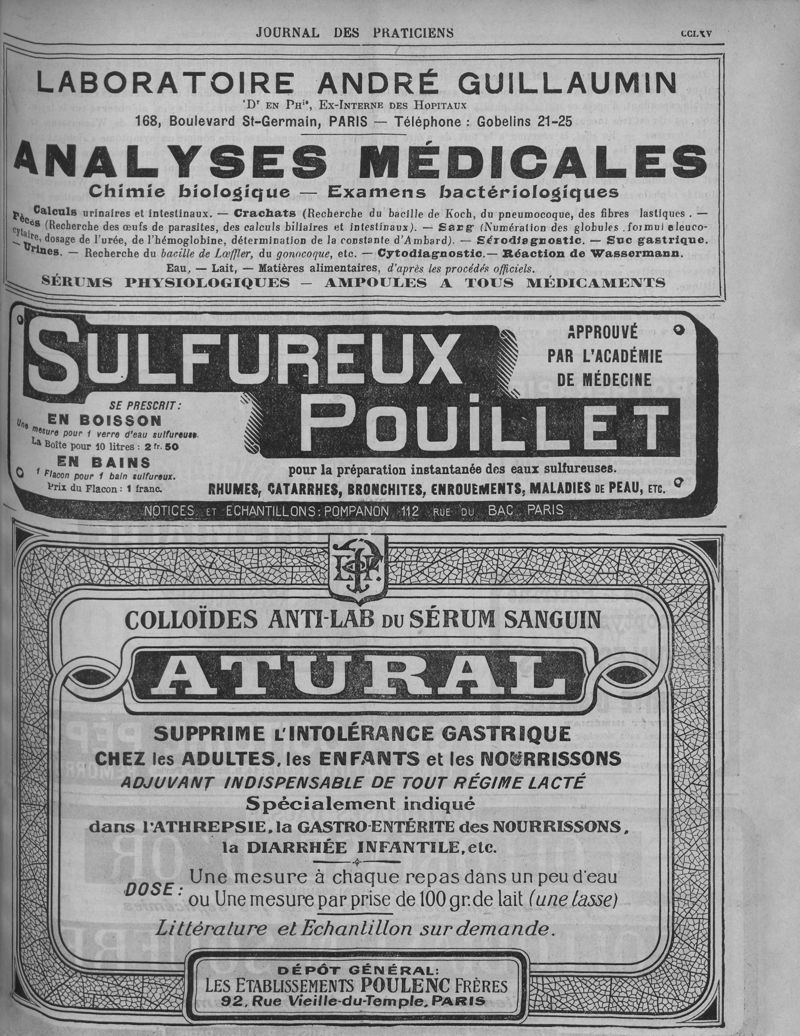 JOURNAL DES PRATICIENS
CCLXV
LABORATOIRE ANDRÉ GUILLAUMIN
Dr EN PHie, EX-INTERNE DES HOPITAUX
168, Boulevard St-Germain, PARIS — Téléphone : Gobelins 21-25
ANALYSES MÉDICALES
Chimie biologique — Examens bactériologiques
Calculs urinaires et intestinaux. — Crachats (Recherche du bacille de Koch, du pneumocoque, des fibres lastiques . —
Fèces (Recherche des œufs de parasites, des calculs biliaires et intestinaux). — Sang (Numération des globules formul eleuco-
cytaire, dosage de l'urée, de l'hémoglobine, détermination de la constante d'Ambard). — Sérodiagnostic. — Suc gastrique.
— Urines. — Recherche du bacille de Lœffler, du gonocoque, etc. — Cytodiagnostic.— Réaction de Wassermann.
Eau, — Lait, — Matières alimentaires, d'après les procédés officiels.
SÉRUMS PHYSIOLOGIQUES — AMPOULES A TOUS MÉDICAMENTS
SULFUREUX
POUILLET
APPROUVÉ
PAR L'ACADÉMIE
DE MÉDECINE
SE PRESCRIT :
EN BOISSON
Une mesure pour 1 verre d'eau sulfureuse.
La Boîte pour 10 litres : 2 fr. 50
EN BAINS
1 Flacon pour 1 bain sulfureux.
Prix du Flacon : 1 franc.
pour la préparation instantanée des eaux sulfureuses.
RHUMES, CATARRHES, BRONCHITES, ENROUEMENTS, MALADIES DE PEAU, ETC.
NOTICES ET ECHANTILLONS: POMPANON 112 RUE DU BAC PARIS
COLLOÏDES ANTI-LAB DU SÉRUM SANGUIN
ATURAL
SUPPRIME L'INTOLÉRANCE GASTRIQUE
CHEZ les ADULTES, les ENFANTS et les NOURRISSONS
ADJUVANT INDISPENSABLE DE TOUT RÉGIME LACTÉ
Spécialement indiqué
dans l'ATHREPSIE, la GASTRO-ENTÉRITE des NOURRISSONS,
la DIARRHÉE INFANTILE, etc.
DOSE : Une mesure à chaque repas dans un peu d'eau
ou Une mesure par prise de 100 gr. de lait (une tasse)
Littérature et Echantillon sur demande.
DÉPÔT GÉNÉRAL:
LES ETABLISSEMENTS POULENC FRÈRES
92, Rue Vieille-du-Temple, PARIS